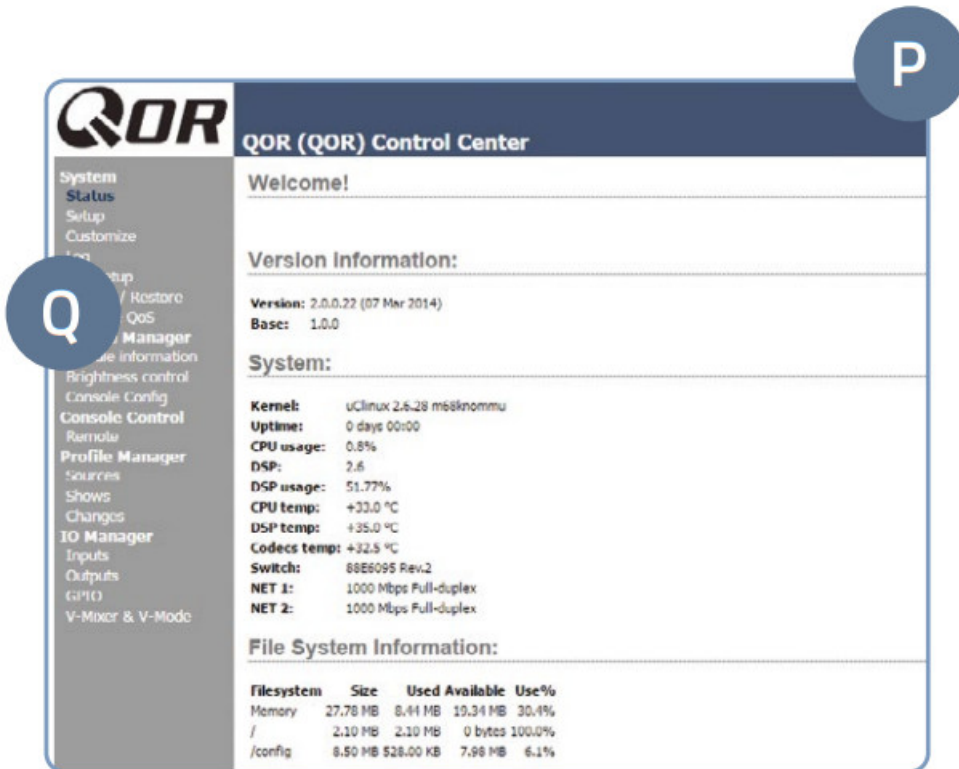 P
QOR
QOR (QOR) Control Center
System
Status
Setup
Customize
Log
Q
/ Restore
QoS
Manager
information
Brightness control
Console Config
Console Control
Remote
Profile Manager
Sources
Shows
Changes
IO Manager
Inputs
Outputs
GPIO
V-Mixer & V-Mode
Welcome!
Version Information:
Version: 2.0.0.22 (07 Mar 2014)
Base: 1.0.0
System:
Kernel: uClinux 2.6.28 m68knommu
Uptime: 0 days 00:00
CPU usage: 0.8%
DSP: 2.6
DSP usage: 51.77%
CPU temp: +33.0 °C
DSP temp: +35.0 °C
Codecs temp: +32.5 °C
Switch: 88E6095 Rev.2
NET 1: 1000 Mbps Full-duplex
NET 2: 1000 Mbps Full-duplex
File System Information:
Filesystem Size Used Available Use%
Memory 27.78 MB 8.44 MB 19.34 MB 30.4%
/ 2.10 MB 2.10 MB 0 bytes 100.0%
/config 8.50 MB 528.00 KB 7.98 MB 6.1%